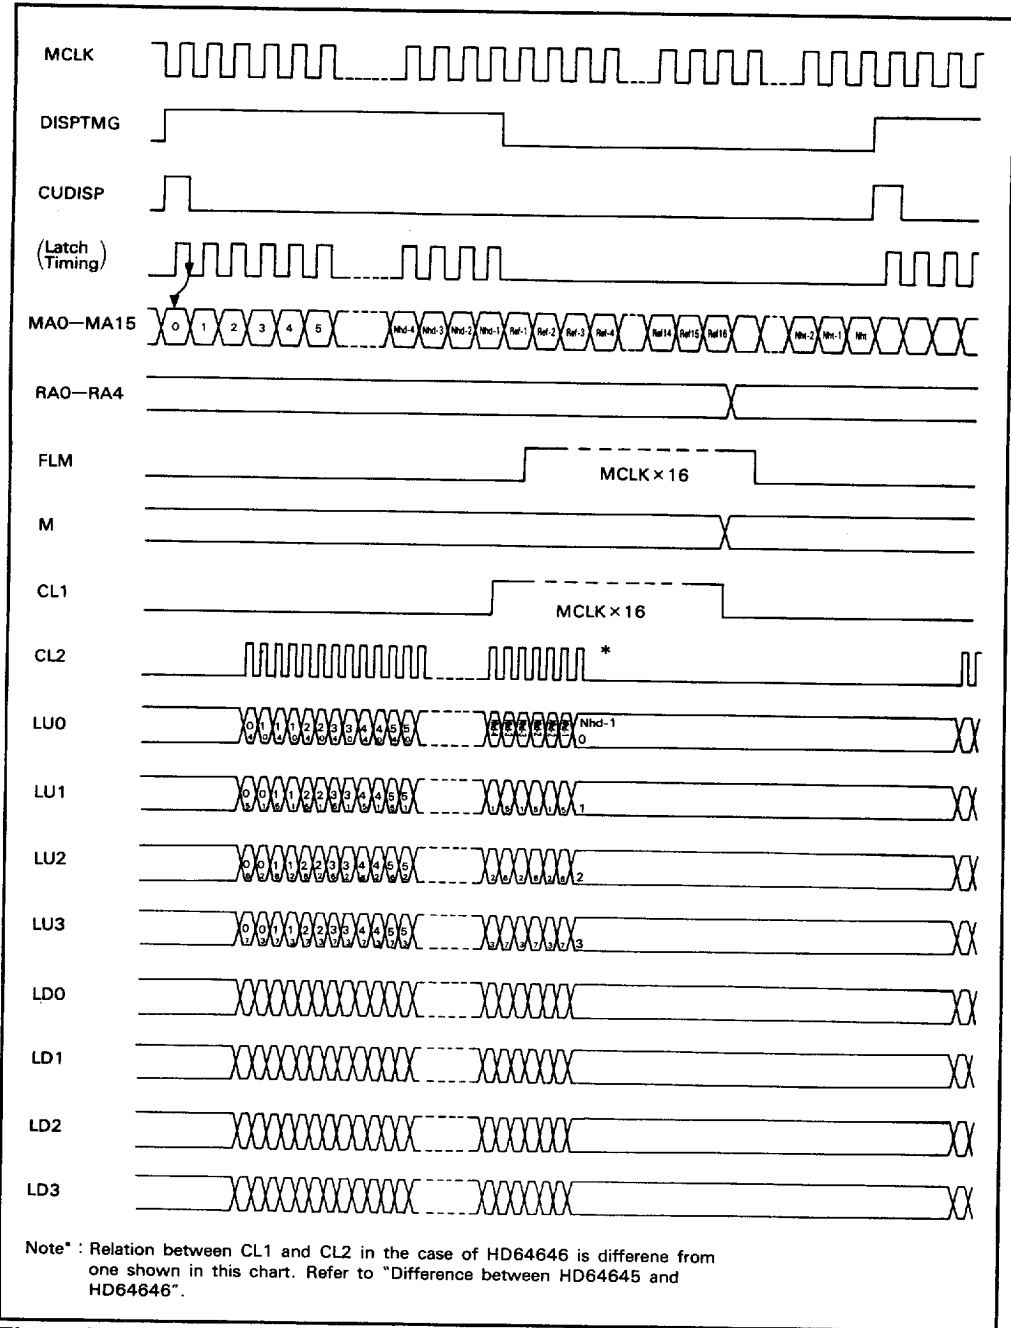 MCLK
DISPTMG
CUDISP
(Latch
Timing)
MA0—MA15 0 1 2 3 4 5 Nhd-4 Nhd-3 Nhd-2 Nhd-1 Ref-1 Ref-2 Ref-3 Ref-4 Ref14 Ref15 Ref16 Nht-2 Nht-1 Nht
RA0—RA4
FLM
MCLK×16
M
CL1
MCLK×16
CL2 *
LU0 Nhd-1
0
LU1 1
LU2 2
LU3 3
LD0
LD1
LD2
LD3
Note* : Relation between CL1 and CL2 in the case of HD64646 is differene from
one shown in this chart. Refer to "Difference between HD64645 and
HD64646".